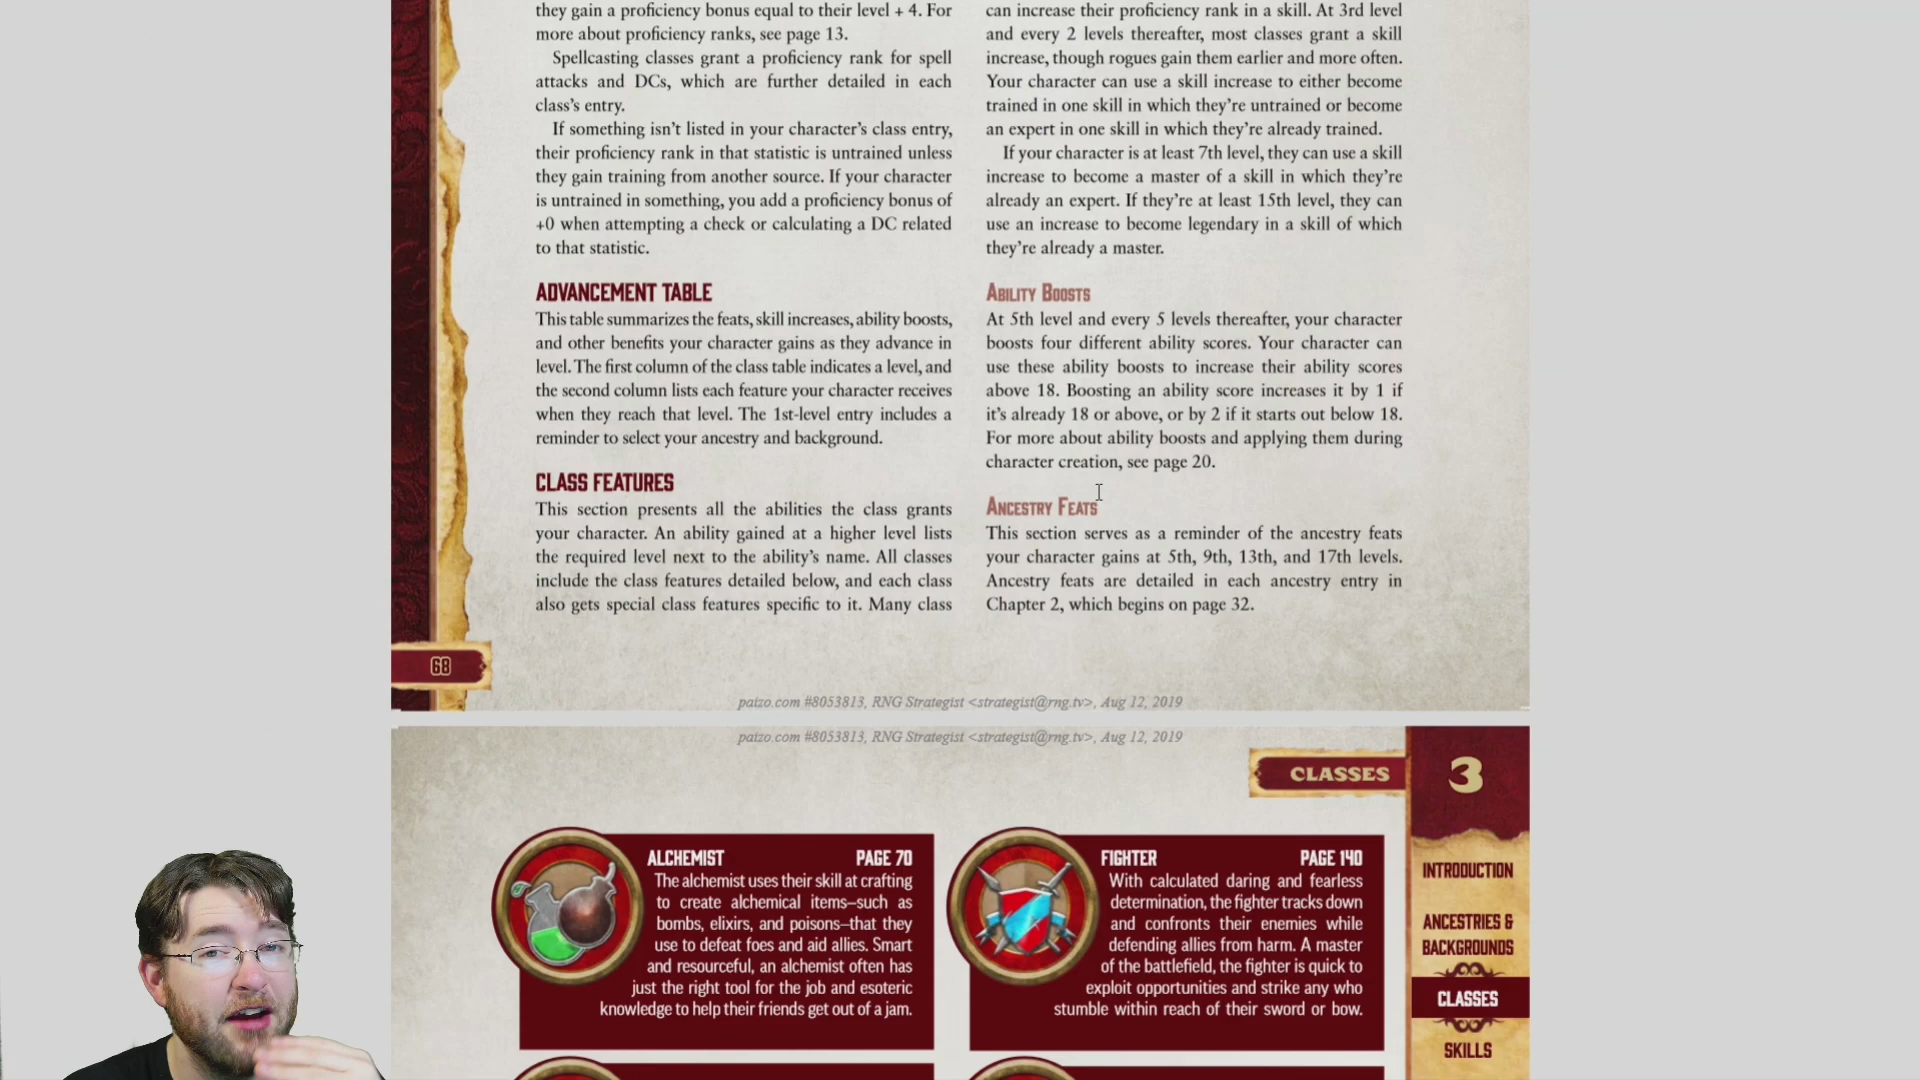 they gain a proficiency bonus equal to their level + 4. For
more about proficiency ranks, see page 13.
Spellcasting classes grant a proficiency rank for spell
attacks and DCs, which are further detailed in each
class's entry.
If something isn't listed in your character's class entry,
their proficiency rank in that statistic is untrained unless
they gain training from another source. If your character
is untrained in something, you add a proficiency bonus of
+0 when attempting a check or calculating a DC related
to that statistic.
ADVANCEMENT TABLE
This table summarizes the feats, skill increases, ability boosts,
and other benefits your character gains as they advance in
level. The first column of the class table indicates a level, and
the second column lists each feature your character receives
when they reach that level. The 1st-level entry includes a
reminder to select your ancestry and background.
CLASS FEATURES
This section presents all the abilities the class grants
your character. An ability gained at a higher level lists
the required level next to the ability's name. All classes
include the class features detailed below, and each class
also gets special class features specific to it. Many class
can increase their proficiency rank in a skill. At 3rd level
and every 2 levels thereafter, most classes grant a skill
increase, though rogues gain them earlier and more often.
Your character can use a skill increase to either become
trained in one skill in which they're untrained or become
an expert in one skill in which they're already trained.
If your character is at least 7th level, they can use a skill
increase to become a master of a skill in which they're
already an expert. If they're at least 15th level, they can
use an increase to become legendary in a skill of which
they're already a master.
ABILITY BOOSTS
At 5th level and every 5 levels thereafter, your character
boosts four different ability scores. Your character can
use these ability boosts to increase their ability scores
above 18. Boosting an ability score increases it by 1 if
it's already 18 or above, or by 2 if it starts out below 18.
For more about ability boosts and applying them during
character creation, see page 20.
ANCESTRY FEATS
This section serves as a reminder of the ancestry feats
your character gains at 5th, 9th, 13th, and 17th levels.
Ancestry feats are detailed in each ancestry entry in
Chapter 2, which begins on page 32.
68
paizo.com #8053813, RNG Strategist <strategist@rng.tv>, Aug 12, 2019
paizo.com #8053813, RNG Strategist <strategist@rng.tv>, Aug 12, 2019
CLASSES
3
ALCHEMIST PAGE 70
The alchemist uses their skill at crafting
to create alchemical items—such as
bombs, elixirs, and poisons—that they
use to defeat foes and aid allies. Smart
and resourceful, an alchemist often has
just the right tool for the job and esoteric
knowledge to help their friends get out of a jam.
FIGHTER PAGE 140
With calculated daring and fearless
determination, the fighter tracks down
and confronts their enemies while
defending allies from harm. A master
of the battlefield, the fighter is quick to
exploit opportunities and strike any who
stumble within reach of their sword or bow.
INTRODUCTION
ANCESTRIES &
BACKGROUNDS
CLASSES
SKILLS